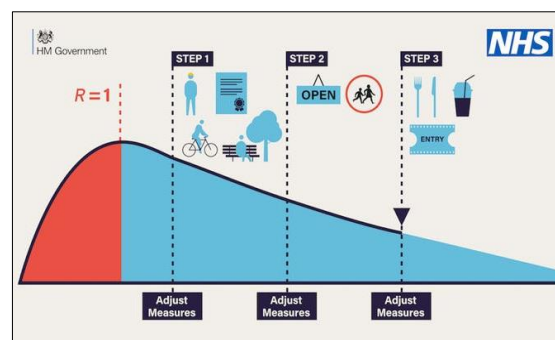 HM Government
NHS
STEP 1
STEP 2
STEP 3
R=1
OPEN
ENTRY
Adjust
Measures
Adjust
Measures
Adjust
Measures